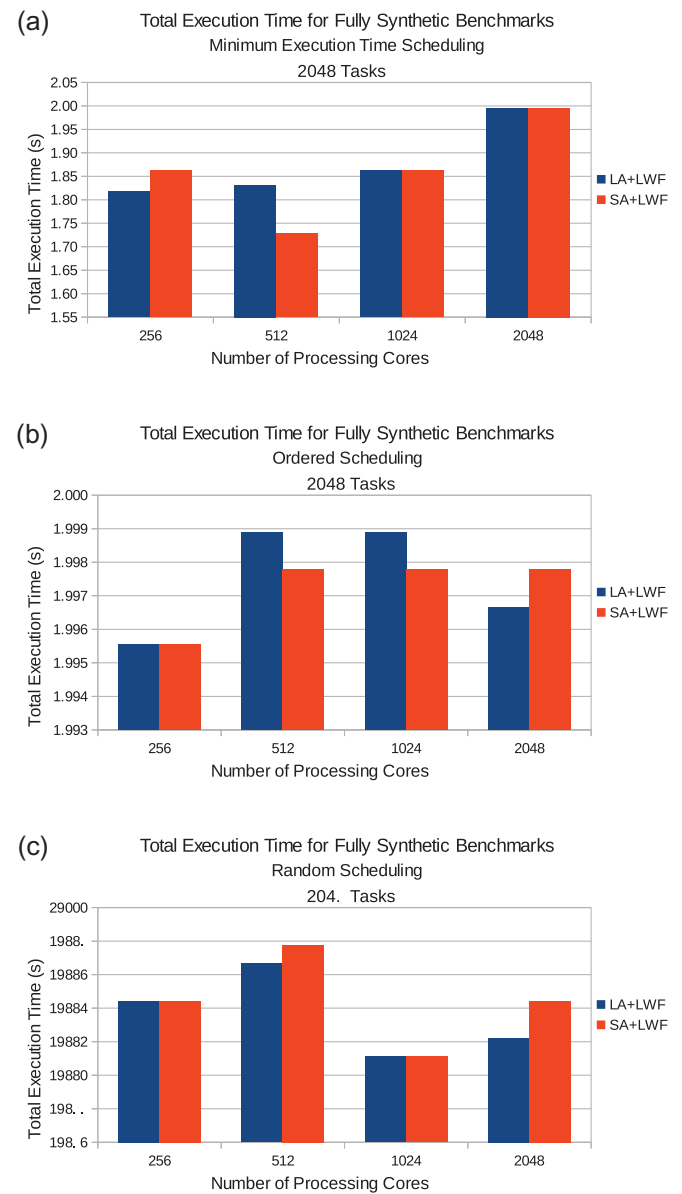 (a)
Total Execution Time for Fully Synthetic Benchmarks
Minimum Execution Time Scheduling
2048 Tasks
Total Execution Time (s)
2.05
2.00
1.95
1.90
1.85
1.80
1.75
1.70
1.65
1.60
1.55
256 512 1024 2048
Number of Processing Cores
LA+LWF
SA+LWF
(b)
Total Execution Time for Fully Synthetic Benchmarks
Ordered Scheduling
2048 Tasks
Total Execution Time (s)
2.000
1.999
1.998
1.997
1.996
1.995
1.994
1.993
256 512 1024 2048
Number of Processing Cores
LA+LWF
SA+LWF
(c)
Total Execution Time for Fully Synthetic Benchmarks
Random Scheduling
204. Tasks
Total Execution Time (s)
29000
1988.
19886
19884
19882
19880
198. .
198. 6
256 512 1024 2048
Number of Processing Cores
LA+LWF
SA+LWF